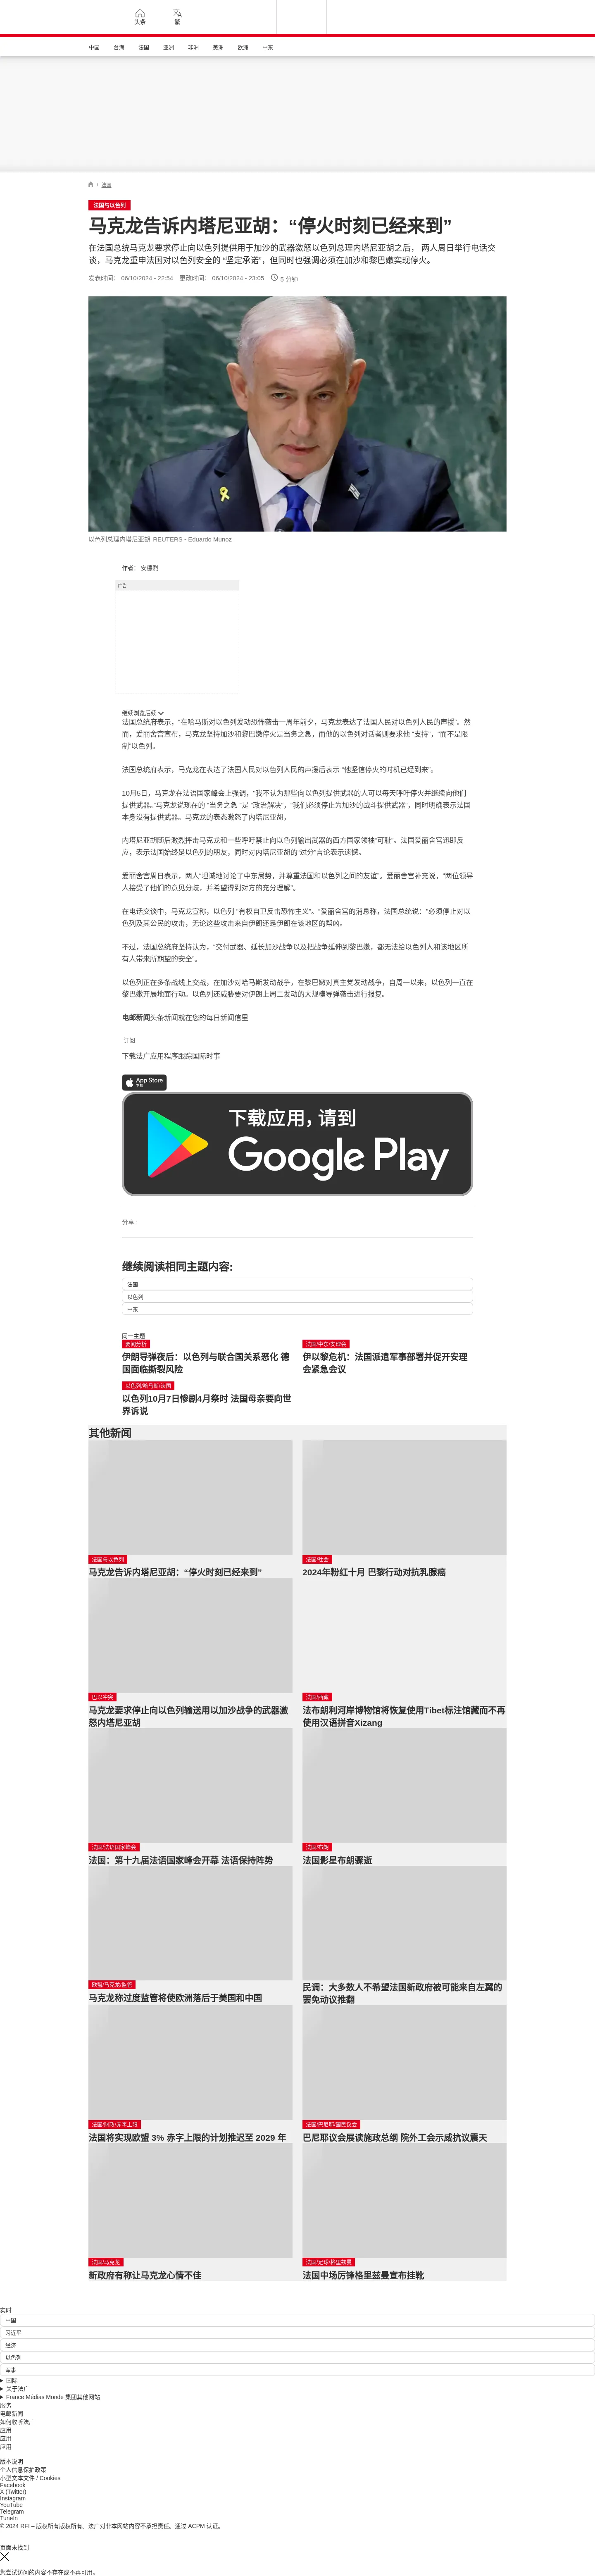 头条
繁
中国
台海
法国
亚洲
非洲
美洲
欧洲
中东
/ 法国
法国与以色列
马克龙告诉内塔尼亚胡：“停火时刻已经来到”
在法国总统马克龙要求停止向以色列提供用于加沙的武器激怒以色列总理内塔尼亚胡之后， 两人周日举行电话交
谈，马克龙重申法国对以色列安全的 “坚定承诺”，但同时也强调必须在加沙和黎巴嫩实现停火。
发表时间： 06/10/2024 - 22:54 更改时间： 06/10/2024 - 23:05 5 分钟
以色列总理内塔尼亚胡 REUTERS - Eduardo Munoz
作者： 安德烈
广告
继续浏览后续
法国总统府表示，“在哈马斯对以色列发动恐怖袭击一周年前夕，马克龙表达了法国人民对以色列人民的声援”。然
而，爱丽舍宫宣布，马克龙坚持加沙和黎巴嫩停火是当务之急，而他的以色列对话者则要求他 “支持”，“而不是限
制”以色列。
法国总统府表示，马克龙在表达了法国人民对以色列人民的声援后表示 “他坚信停火的时机已经到来”。
10月5日，马克龙在法语国家峰会上强调，“我不认为那些向以色列提供武器的人可以每天呼吁停火并继续向他们
提供武器。”马克龙说现在的 “当务之急 ”是 “政治解决”，“我们必须停止为加沙的战斗提供武器”，同时明确表示法国
本身没有提供武器。马克龙的表态激怒了内塔尼亚胡，
内塔尼亚胡随后激烈抨击马克龙和一些呼吁禁止向以色列输出武器的西方国家领袖“可耻”。法国爱丽舍宫迅即反
应，表示法国始终是以色列的朋友，同时对内塔尼亚胡的“过分”言论表示遗憾。
爱丽舍宫周日表示，两人“坦诚地讨论了中东局势，并尊重法国和以色列之间的友谊”。爱丽舍宫补充说，“两位领导
人接受了他们的意见分歧，并希望得到对方的充分理解”。
在电话交谈中，马克龙宣称，以色列 “有权自卫反击恐怖主义”。“爱丽舍宫的消息称，法国总统说：”必须停止对以
色列及其公民的攻击，无论这些攻击来自伊朗还是伊朗在该地区的帮凶。
不过，法国总统府坚持认为，“交付武器、延长加沙战争以及把战争延伸到黎巴嫩，都无法给以色列人和该地区所
有人带来所期望的安全”。
以色列正在多条战线上交战，在加沙对哈马斯发动战争，在黎巴嫩对真主党发动战争，自周一以来，以色列一直在
黎巴嫩开展地面行动。以色列还威胁要对伊朗上周二发动的大规模导弹袭击进行报复。
电邮新闻头条新闻就在您的每日新闻信里
订阅
下载法广应用程序跟踪国际时事
App Store
下载
下载应用，请到
Google Play
分享 :
继续阅读相同主题内容:
法国
以色列
中东
同一主题
要闻分析
伊朗导弹夜后：以色列与联合国关系恶化 德
国面临撕裂风险
法国/中东/安理会
伊以黎危机：法国派遣军事部署并促开安理
会紧急会议
以色列/哈马斯/法国
以色列10月7日惨剧4月祭时 法国母亲要向世
界诉说
其他新闻
法国与以色列
马克龙告诉内塔尼亚胡：“停火时刻已经来到”
法国/社会
2024年粉红十月 巴黎行动对抗乳腺癌
巴以冲突
马克龙要求停止向以色列输送用以加沙战争的武器激
怒内塔尼亚胡
法国/西藏
法布朗利河岸博物馆将恢复使用Tibet标注馆藏而不再
使用汉语拼音Xizang
法国/法语国家峰会
法国：第十九届法语国家峰会开幕 法语保持阵势
法国/布朗
法国影星布朗骤逝
欧盟/马克龙/监管
马克龙称过度监管将使欧洲落后于美国和中国
民调：大多数人不希望法国新政府被可能来自左翼的
罢免动议推翻
法国/财政/赤字上限
法国将实现欧盟 3% 赤字上限的计划推迟至 2029 年
法国/巴尼耶/国民议会
巴尼耶议会展读施政总纲 院外工会示威抗议震天
法国/马克龙
新政府有称让马克龙心情不佳
法国/足球/格里兹曼
法国中场厉锋格里兹曼宣布挂靴
实时
中国
习近平
经济
以色列
军事
国际
关于法广
France Médias Monde 集团其他网站
服务
电邮新闻
如何收听法广
应用
应用
应用
版本说明
个人信息保护政策
小型文本文件 / Cookies
Facebook
X (Twitter)
Instagram
YouTube
Telegram
TuneIn
© 2024 RFI – 版权所有版权所有。法广对非本网站内容不承担责任。通过 ACPM 认证。
页面未找到
您尝试访问的内容不存在或不再可用。